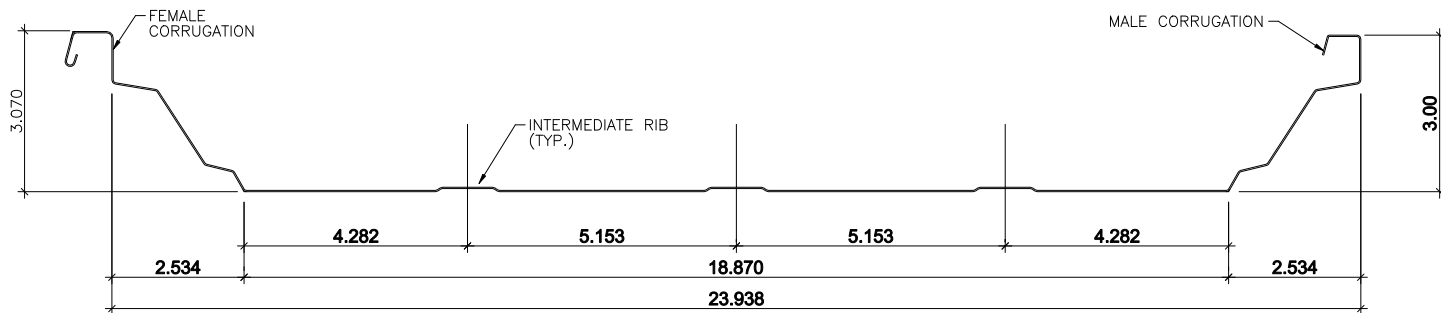 FEMALE
CORRUGATION
MALE CORRUGATION
3.070
3.00
INTERMEDIATE RIB
(TYP.)
4.282
5.153
5.153
4.282
2.534
18.870
2.534
23.938